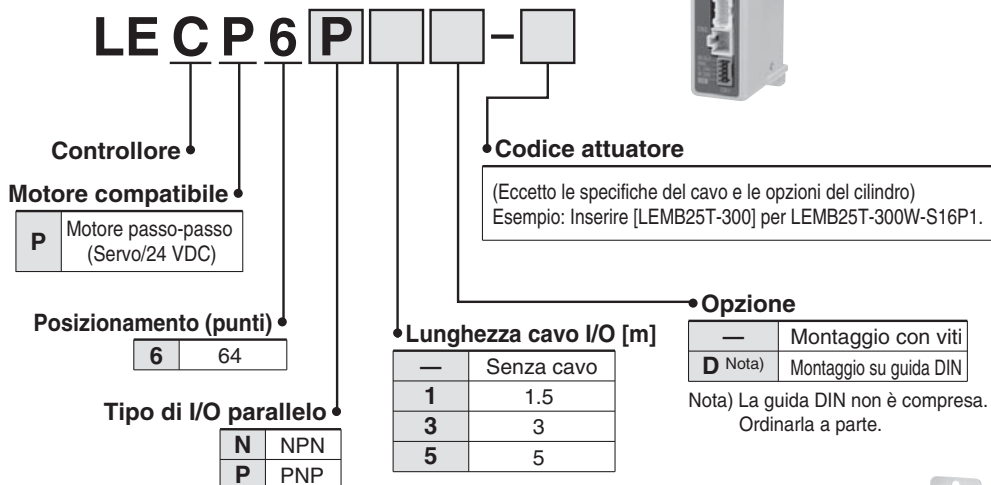 LE C P 6 P –
Controllore
Motore compatibile
P Motore passo-passo
(Servo/24 VDC)
Posizionamento (punti)
6 64
Tipo di I/O parallelo
N NPN
P PNP
Lunghezza cavo I/O [m]
— Senza cavo
1 1.5
3 3
5 5
Codice attuatore
(Eccetto le specifiche del cavo e le opzioni del cilindro)
Esempio: Inserire [LEMB25T-300] per LEMB25T-300W-S16P1.
Opzione
— Montaggio con viti
D Nota) Montaggio su guida DIN
Nota) La guida DIN non è compresa.
Ordinarla a parte.